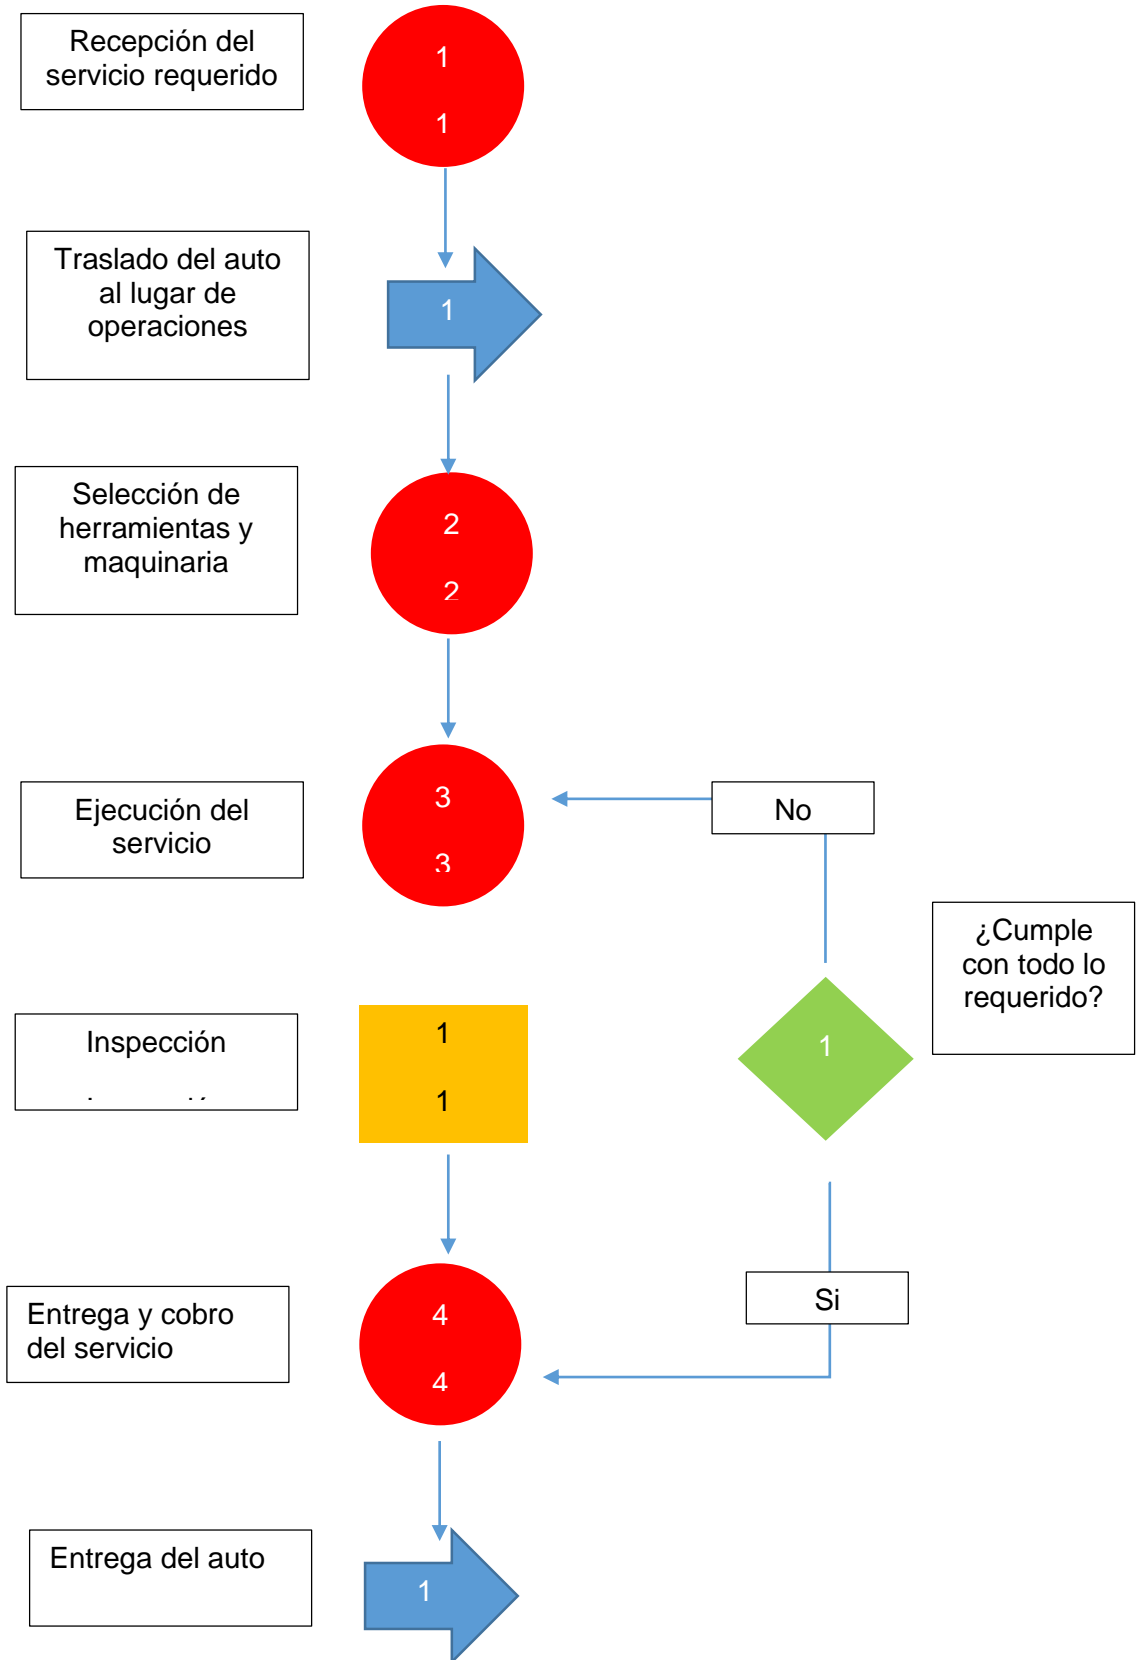 Recepción del
servicio requerido
1
1
Traslado del auto
al lugar de
operaciones
1
Selección de
herramientas y
maquinaria
2
2
Ejecución del
servicio
3
3
No
¿Cumple
con todo lo
requerido?
Inspección
1
1
1
Entrega y cobro
del servicio
4
4
Si
Entrega del auto
1